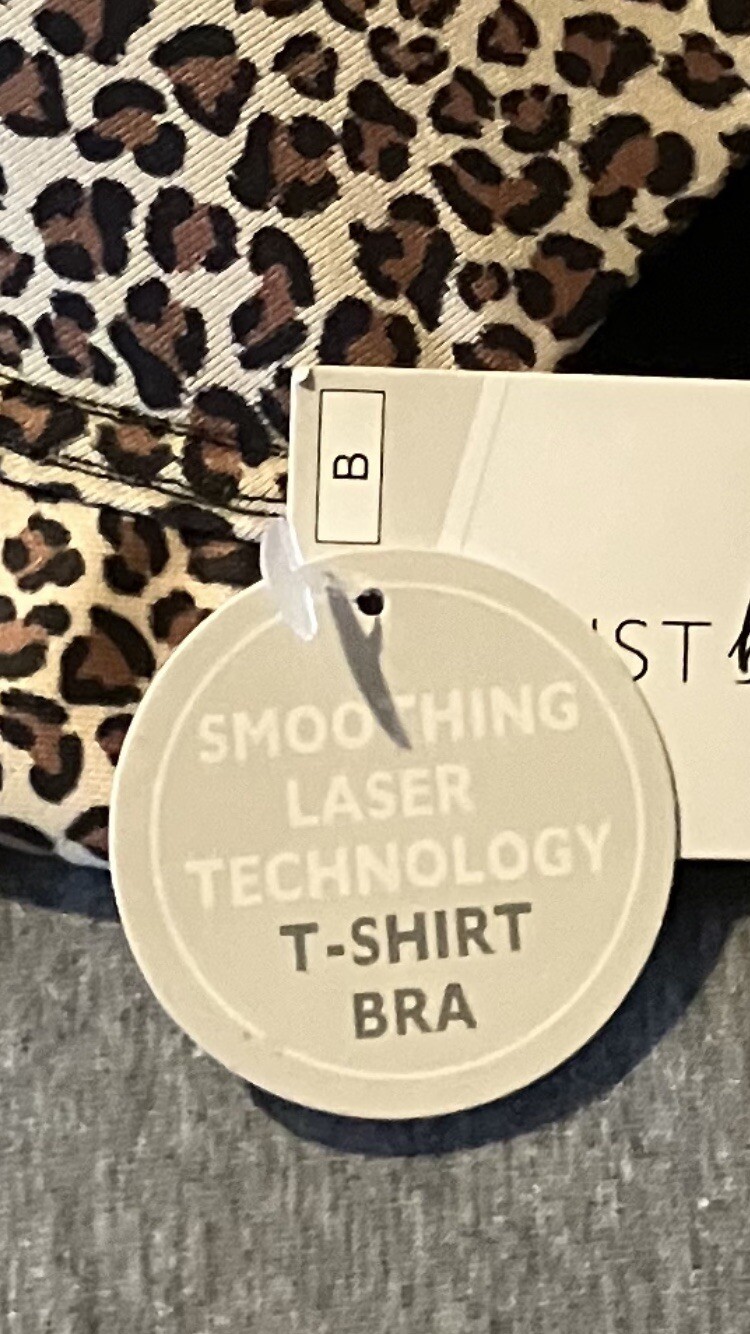 B
SMOOTHING
LASER
TECHNOLOGY
T-SHIRT
BRA